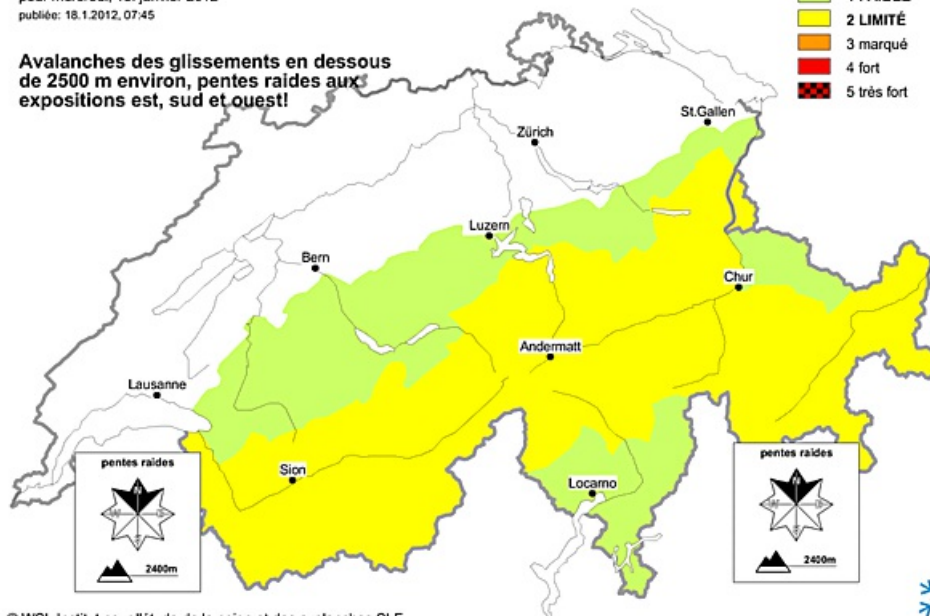 publiée: 18.1.2012, 07:45
Avalanches des glissements en dessous
de 2500 m environ, pentes raides aux
expositions est, sud et ouest!
2 LIMITÉ
3 marqué
4 fort
5 très fort
St.Gallen
Zürich
Luzern
Bern
Chur
Andermatt
Lausanne
Sion
Locarno
pentes raides
N
2400m
pentes raides
N
2400m